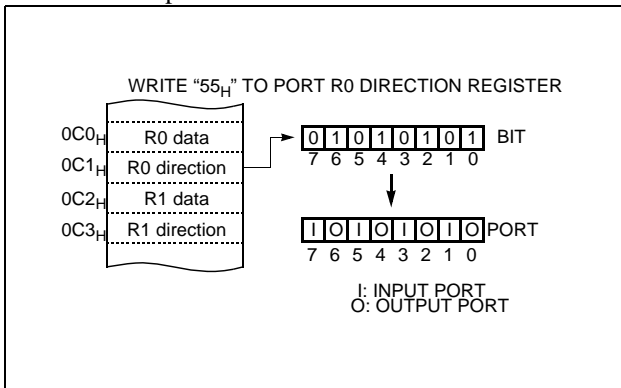 WRITE “55H” TO PORT R0 DIRECTION REGISTER
0C0H R0 data
0C1H R0 direction
0C2H R1 data
0C3H R1 direction
0 1 0 1 0 1 0 1 BIT
7 6 5 4 3 2 1 0
I O I O I O I O PORT
7 6 5 4 3 2 1 0
I: INPUT PORT
O: OUTPUT PORT